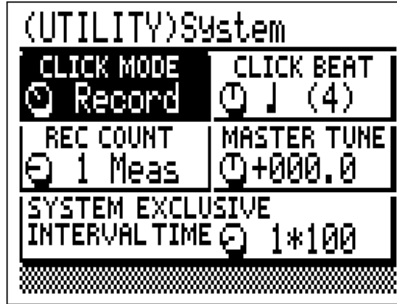 (UTILITY)System
CLICK MODE
Record
CLICK BEAT
♩ (4)
REC COUNT
1 Meas
MASTER TUNE
+000.0
SYSTEM EXCLUSIVE
INTERVAL TIME 1*100